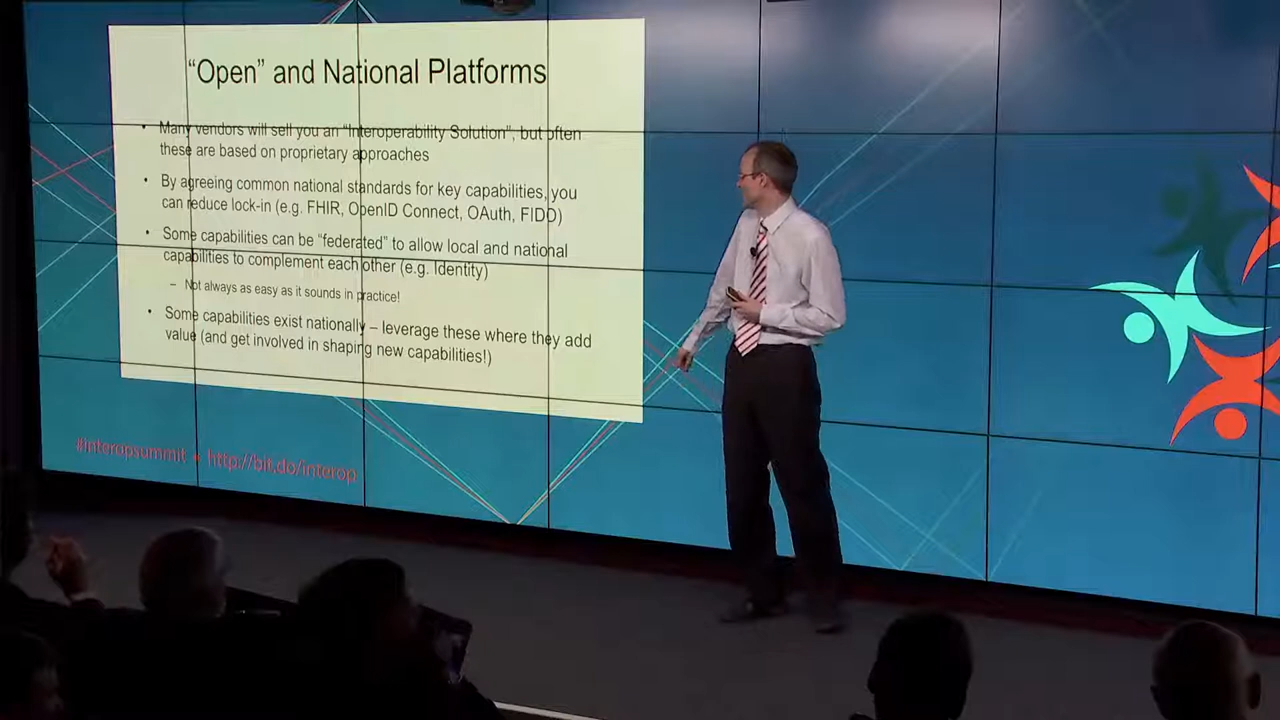 “Open” and National Platforms
• Many vendors will sell you an “Interoperability Solution”, but often
these are based on proprietary approaches
• By agreeing common national standards for key capabilities, you
can reduce lock-in (e.g. FHIR, OpenID Connect, OAuth, FIDO)
• Some capabilities can be “federated” to allow local and national
capabilities to complement each other (e.g. Identity)
– Not always as easy as it sounds in practice!
• Some capabilities exist nationally – leverage these where they add
value (and get involved in shaping new capabilities!)
#interopsummit • http://bit.do/interop